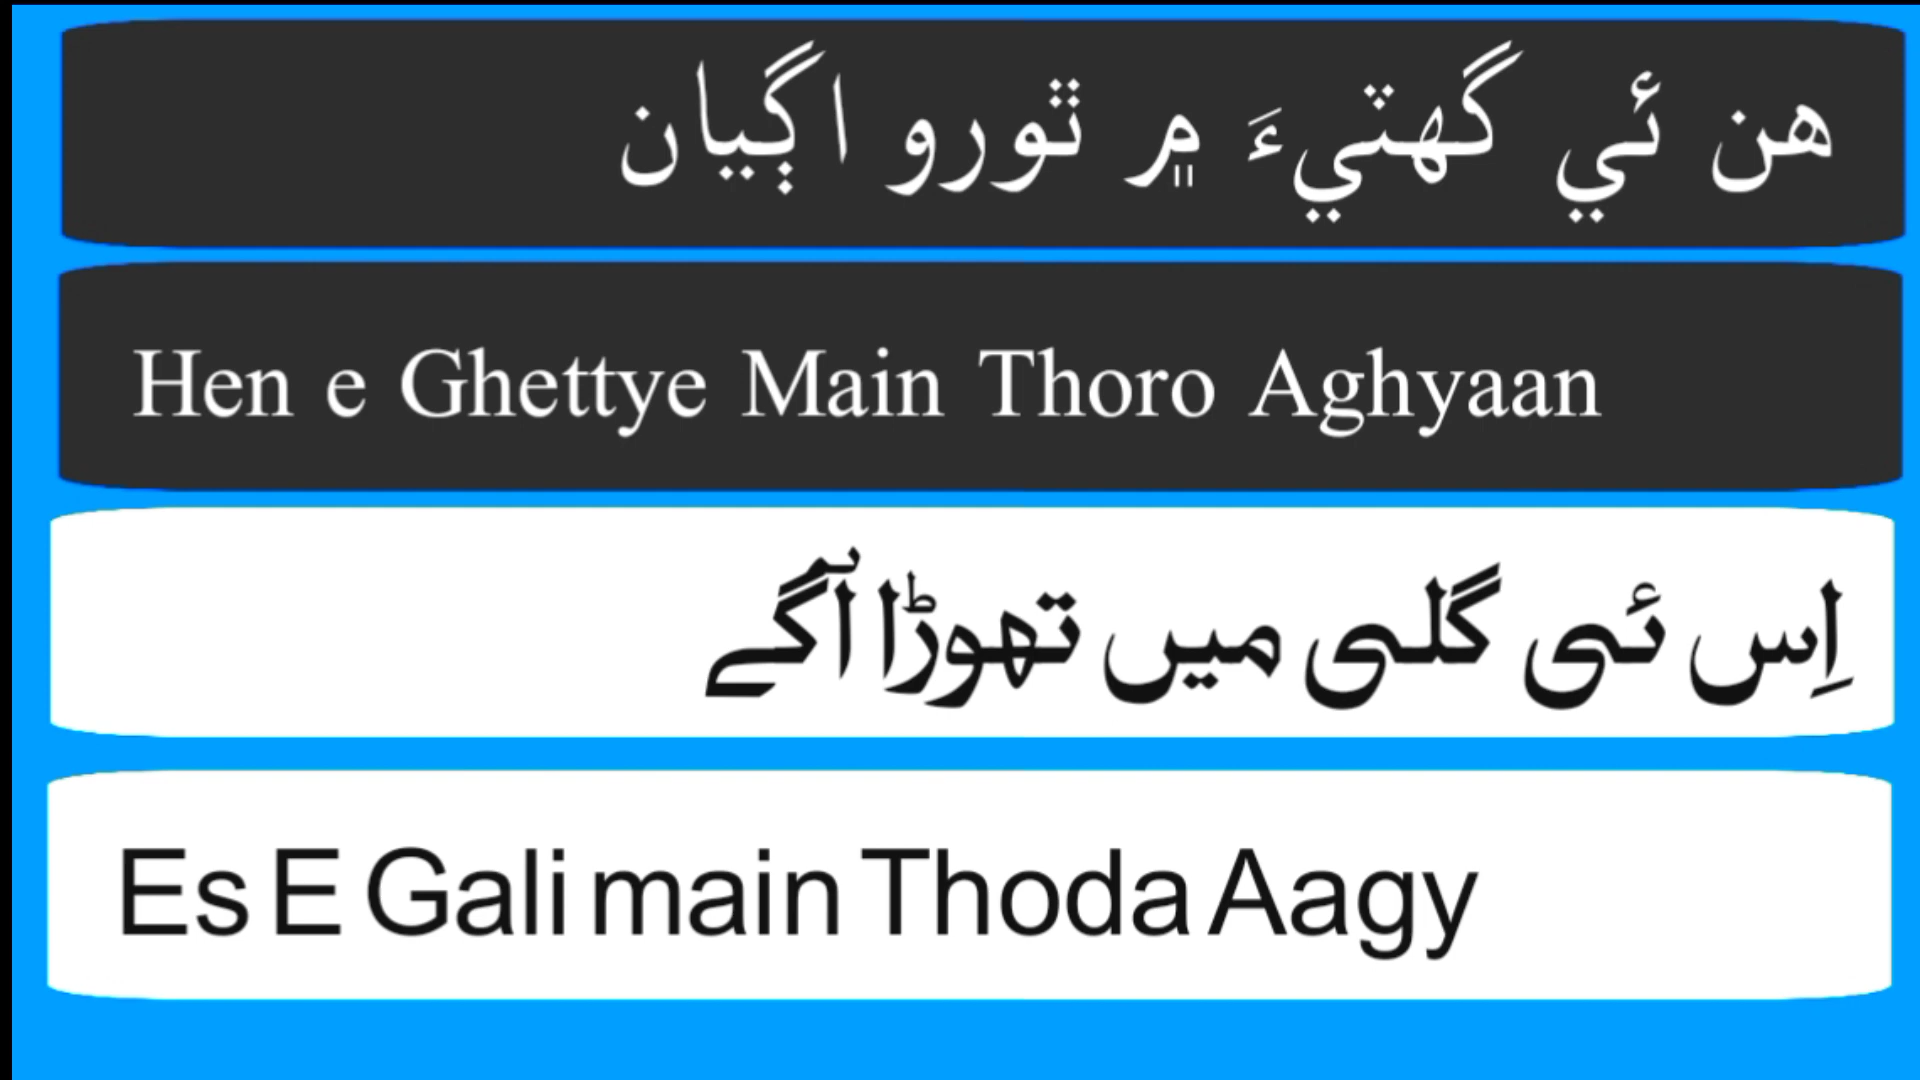 هن ئي گهٽيءَ ۾ ٿورو اڳيان
Hen e Ghettye Main Thoro Aghyaan
اِس ئی گلی میں تھوڑا آگے
Es E Gali main Thoda Aagy